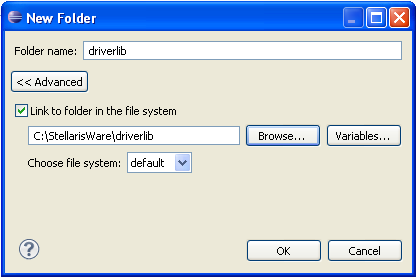 New Folder
Folder name: driverlib
<< Advanced
Link to folder in the file system
C:\StellarisWare\driverlib Browse... Variables...
Choose file system: default
? OK Cancel